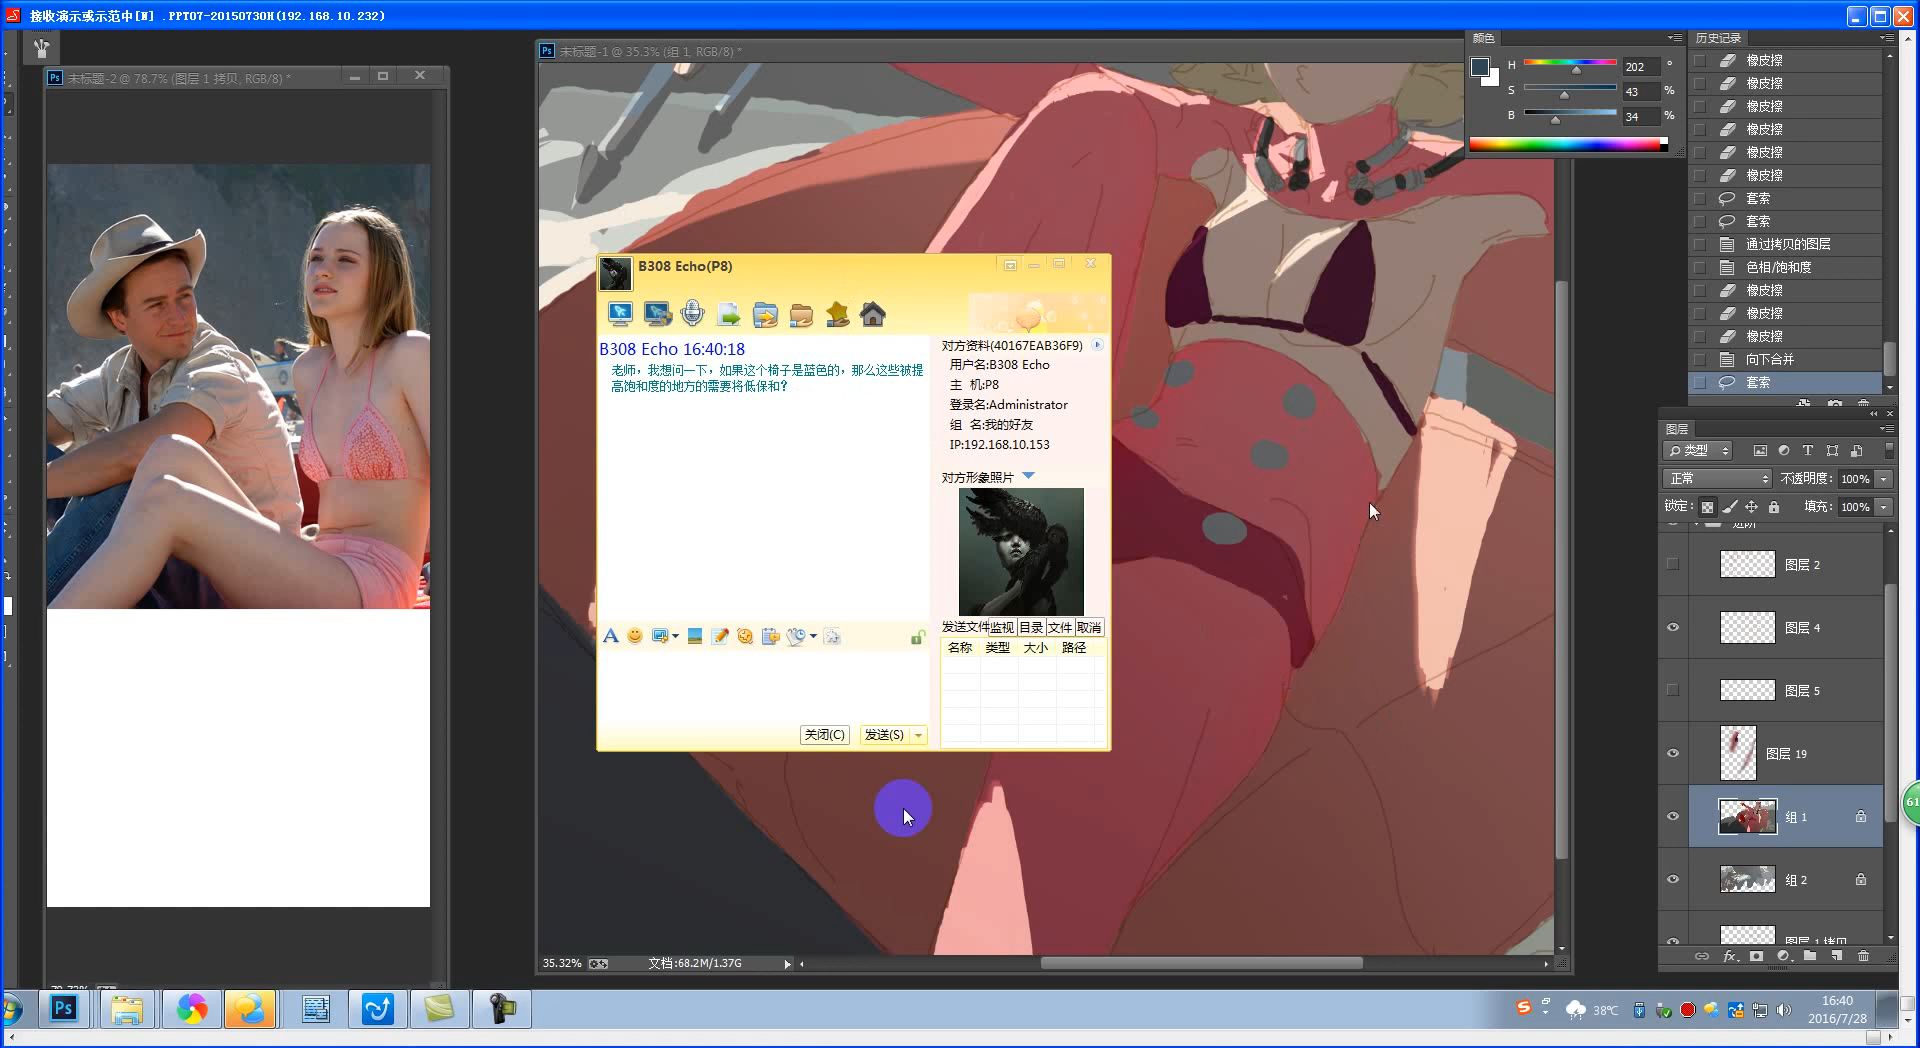 接收演示或示范中[N] .PPT07-20150730H(192.168.10.232)
未标题-2 @ 78.7% (图层 1 拷贝, RGB/8) *
未标题-1 @ 35.3% (组 1, RGB/8) *
颜色
H 202 °
S 43 %
B 34 %
历史记录
橡皮擦
橡皮擦
橡皮擦
橡皮擦
橡皮擦
橡皮擦
套索
套索
通过拷贝的图层
色相/饱和度
橡皮擦
橡皮擦
橡皮擦
向下合并
套索
B308 Echo(P8)
B308 Echo 16:40:18
老师，我想问一下，如果这个椅子是蓝色的，那么这些被提
高饱和度的地方的需要将低保和？
对方资料(40167EAB36F9)
用户名:B308 Echo
主 机:P8
登录名:Administrator
组 名:我的好友
IP:192.168.10.153
对方形象照片
发送文件 监视 目录 文件 取消
名称 类型 大小 路径
关闭(C) 发送(S)
图层
类型
正常 不透明度: 100%
锁定: 填充: 100%
图层 2
图层 4
图层 5
图层 19
组 1
组 2
图层 1 拷贝
35.32% 文档:68.2M/1.37G
Ps
38℃
16:40
2016/7/28
61